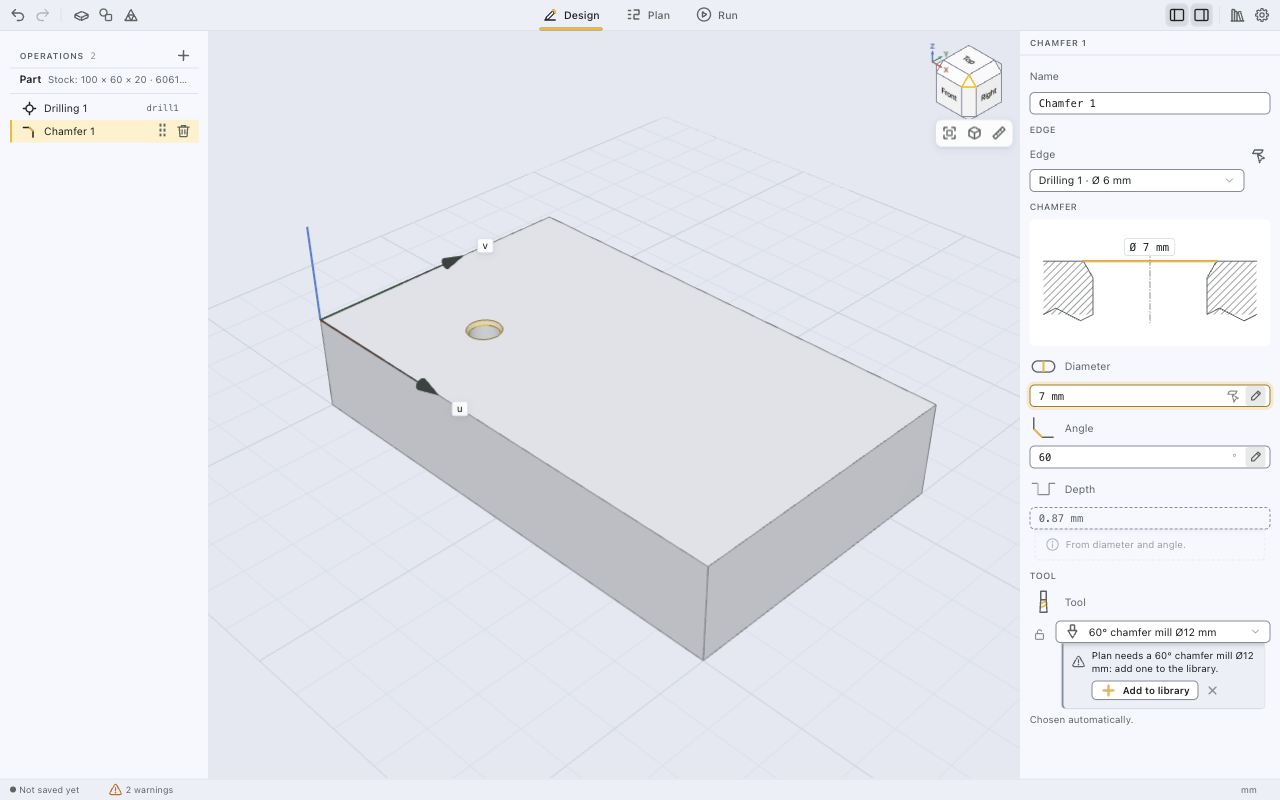 Design
Plan
Run
OPERATIONS 2
Part Stock: 100 × 60 × 20 · 6061...
Drilling 1 drill1
Chamfer 1
Z
Y
X
Top
Front
Right
v
u
CHAMFER 1
Name
Chamfer 1
EDGE
Edge
Drilling 1 · Ø 6 mm
CHAMFER
Ø 7 mm
Diameter
7 mm
Angle
60 °
Depth
0.87 mm
From diameter and angle.
TOOL
Tool
60° chamfer mill Ø12 mm
Plan needs a 60° chamfer mill Ø12
mm: add one to the library.
Add to library
Chosen automatically.
Not saved yet
2 warnings
mm